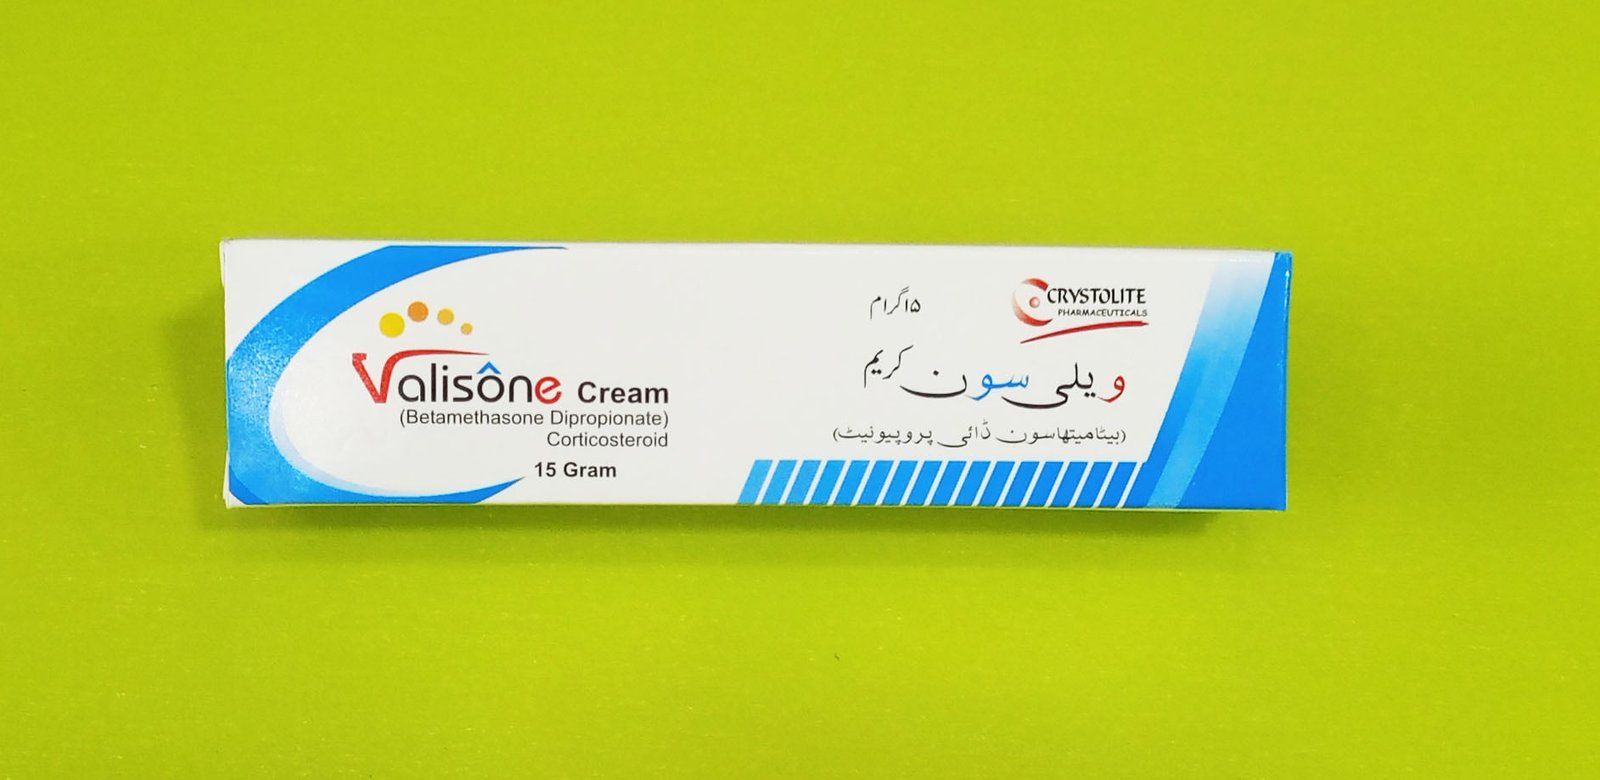 Valisône Cream
(Betamethasone Dipropionate)
Corticosteroid
15 Gram
CRYSTOLITE
PHARMACEUTICALS
۱۵گرام
ویلی سون کریم
(بیٹامیتھاسون ڈائی پروپیونیٹ)